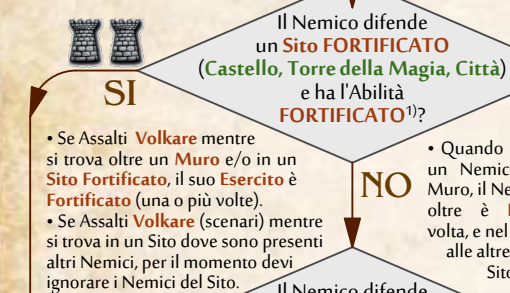 Il Nemico difende
un Sito FORTIFICATO
(Castello, Torre della Magia, Città)
e ha l'Abilità
FORTIFICATO¹⁾?
SI
• Se Assalti Volkare mentre
si trova oltre un Muro e/o in un
Sito Fortificato, il suo Esercito è
Fortificato (una o più volte).
• Se Assalti Volkare (scenari) mentre
si trova in un Sito dove sono presenti
altri Nemici, per il momento devi
ignorare i Nemici del Sito.
NO
• Quando
un Nemic
Muro, il Ne
oltre è
volta, e nel
alle altre
Sito
Il Nemico difende